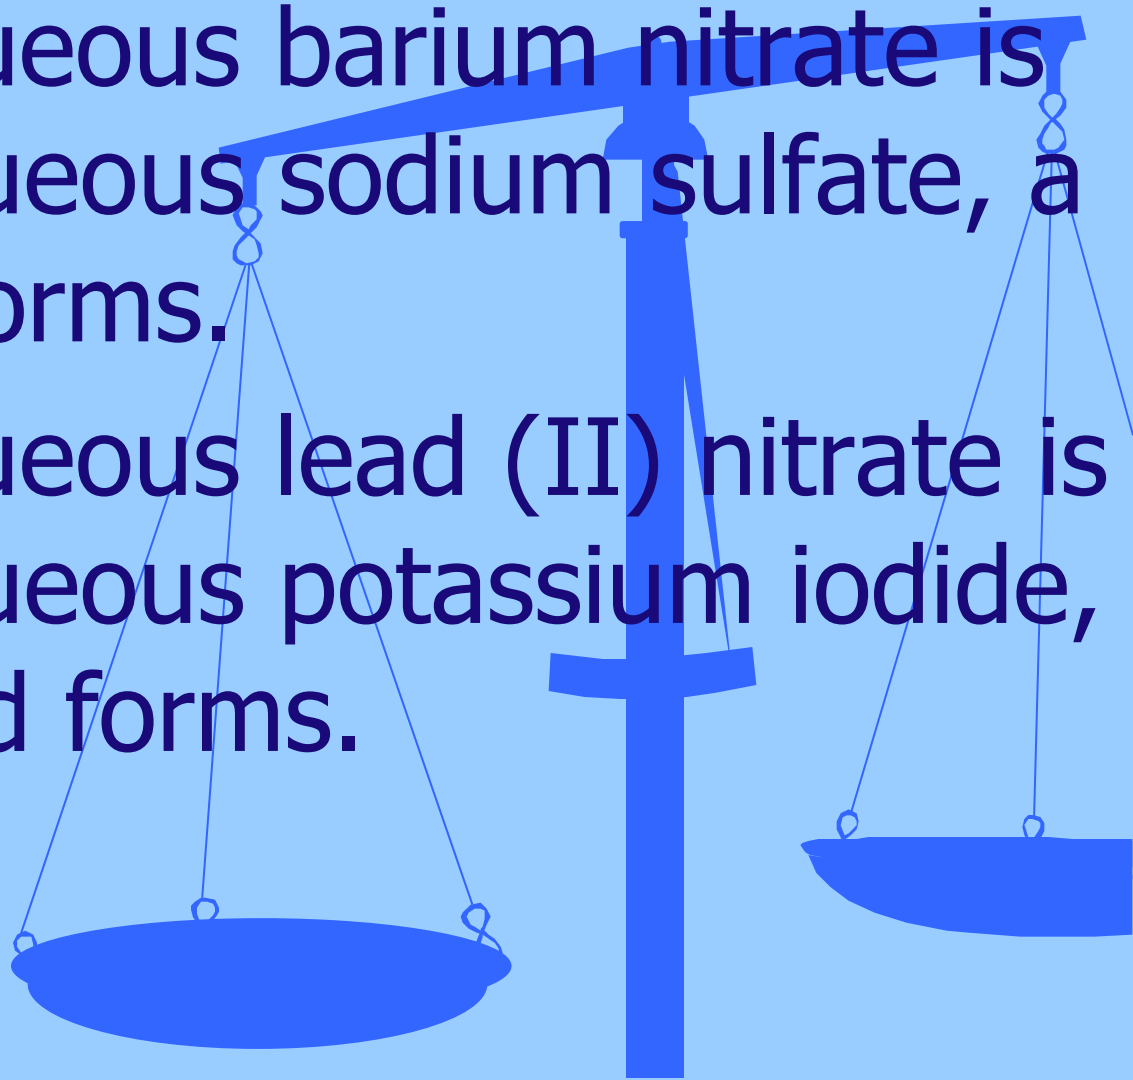 ueous barium nitrate is
ueous sodium sulfate, a
orms.
ueous lead (II) nitrate is
ueous potassium iodide,
d forms.